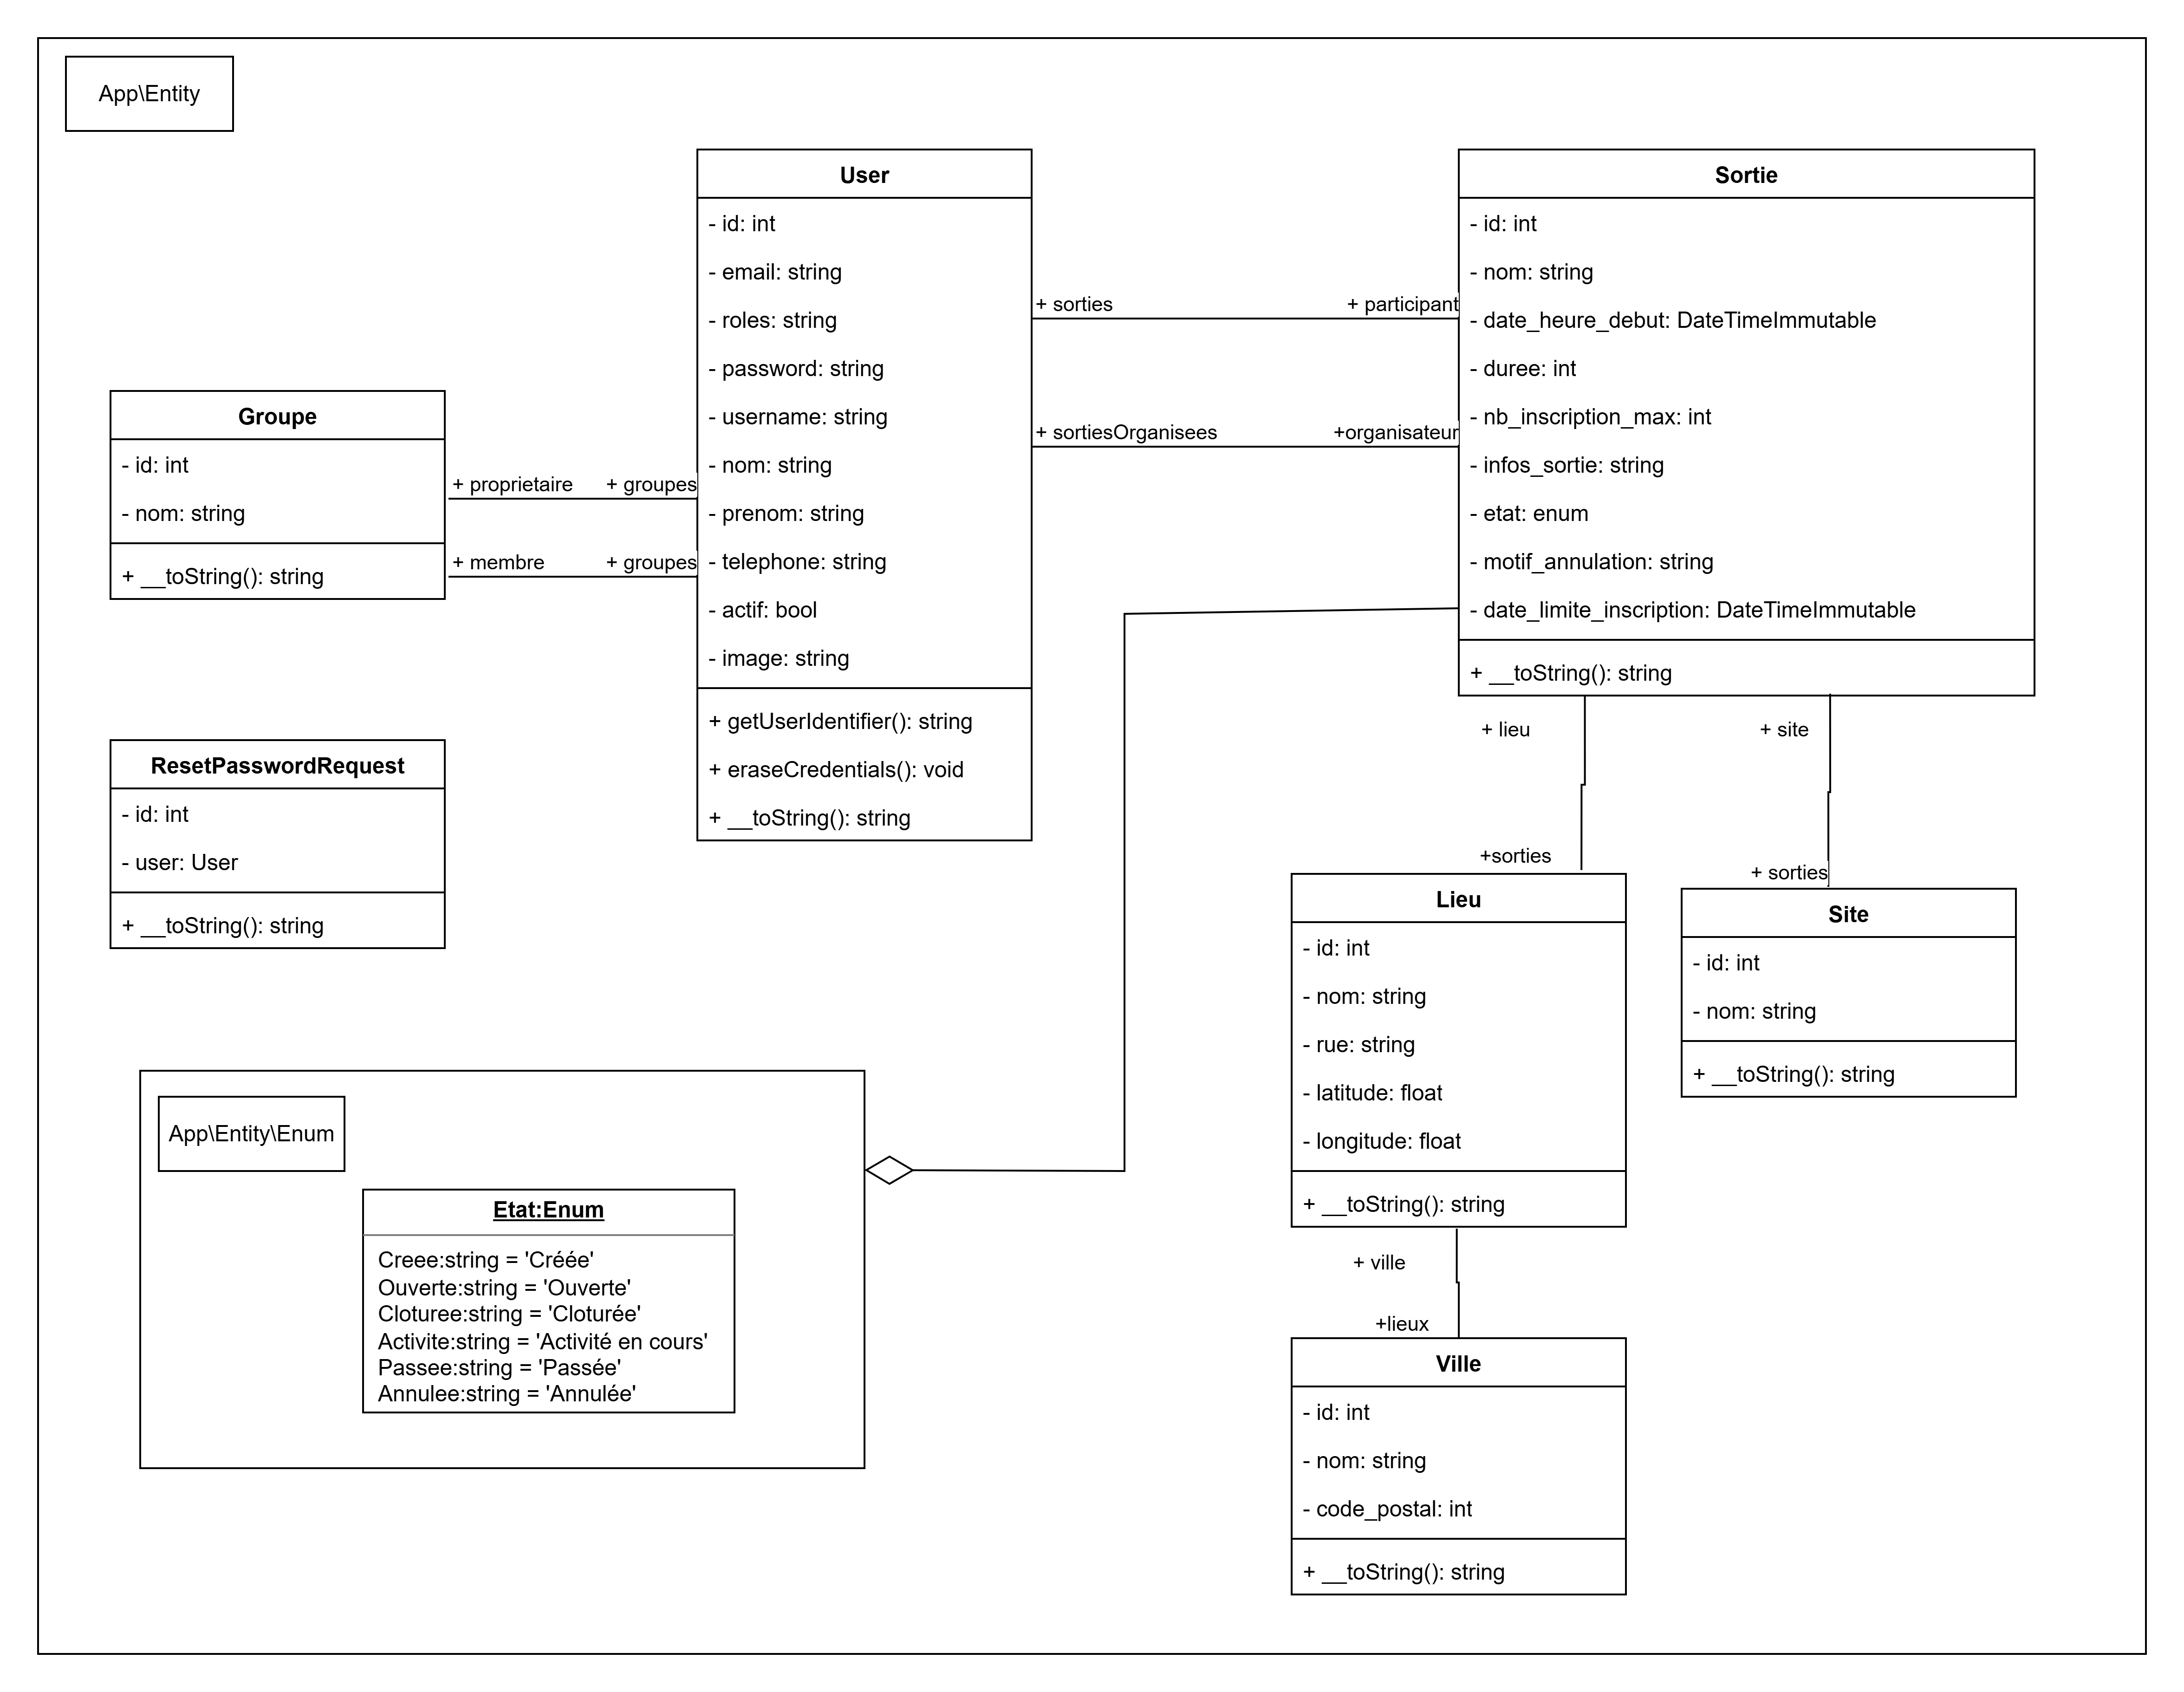 App\Entity
User
- id: int
- email: string
- roles: string
- password: string
- username: string
- nom: string
- prenom: string
- telephone: string
- actif: bool
- image: string
+ getUserIdentifier(): string
+ eraseCredentials(): void
+ __toString(): string
Sortie
- id: int
- nom: string
- date_heure_debut: DateTimeImmutable
- duree: int
- nb_inscription_max: int
- infos_sortie: string
- etat: enum
- motif_annulation: string
- date_limite_inscription: DateTimeImmutable
+ __toString(): string
+ sorties
+ participant
+ sortiesOrganisees
+organisateur
Groupe
- id: int
- nom: string
+ __toString(): string
+ proprietaire
+ groupes
+ membre
+ groupes
ResetPasswordRequest
- id: int
- user: User
+ __toString(): string
+ lieu
+ site
+sorties
+ sorties
Lieu
- id: int
- nom: string
- rue: string
- latitude: float
- longitude: float
+ __toString(): string
Site
- id: int
- nom: string
+ __toString(): string
App\Entity\Enum
Etat:Enum
Creee:string = 'Créée'
Ouverte:string = 'Ouverte'
Cloturee:string = 'Cloturée'
Activite:string = 'Activité en cours'
Passee:string = 'Passée'
Annulee:string = 'Annulée'
+ ville
+lieux
Ville
- id: int
- nom: string
- code_postal: int
+ __toString(): string